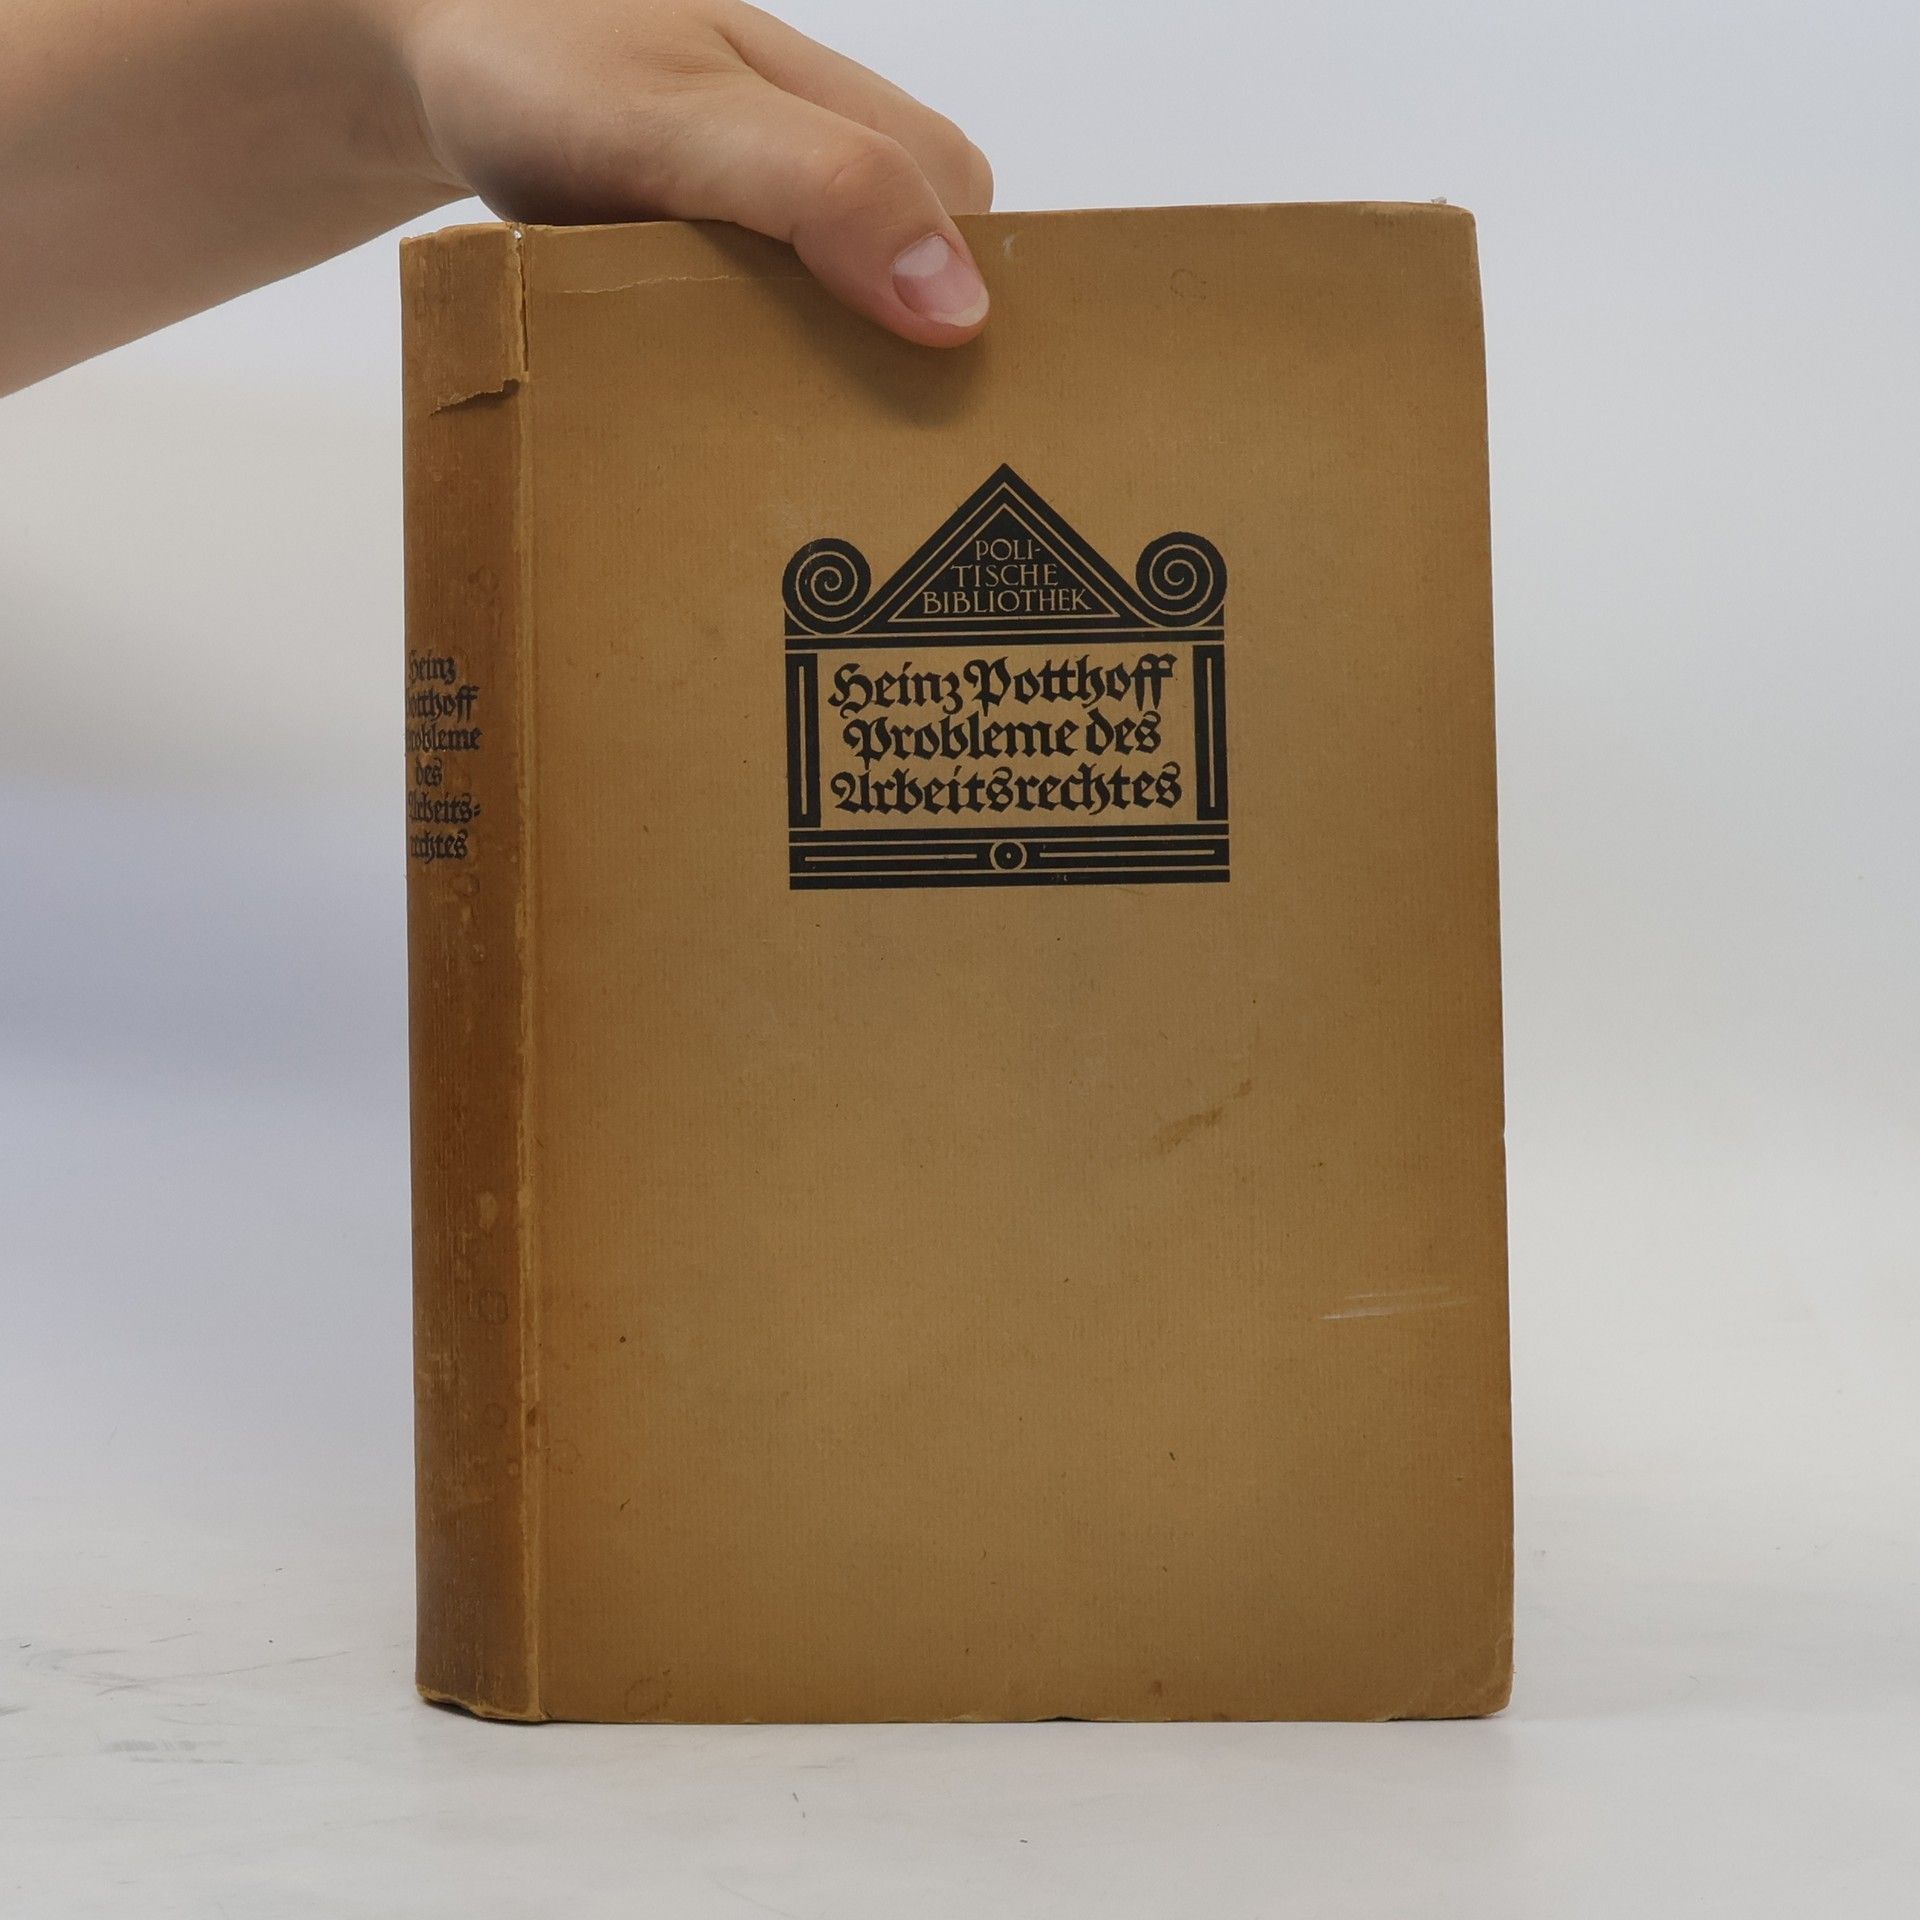 POLI-
TISCHE
BIBLIOTHEK
Heinz Potthoff
Probleme des
Arbeitsrechtes
Heinz
Potthoff
Probleme
des
Arbeits-
rechtes